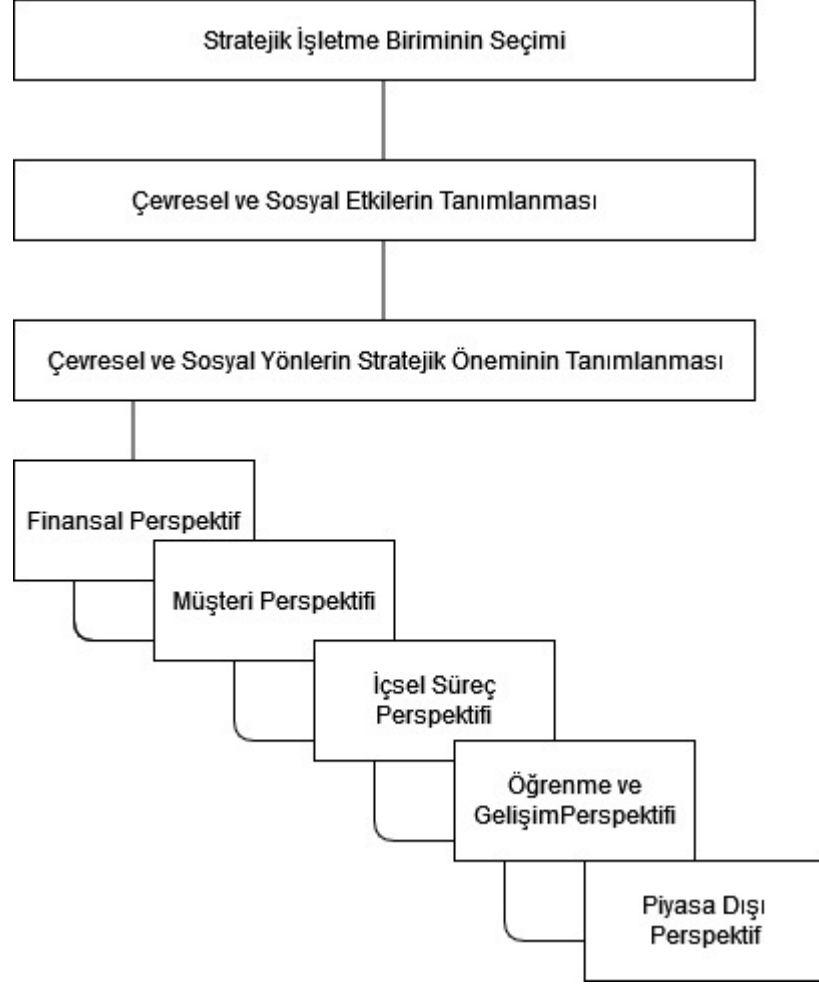 Stratejik İşletme Biriminin Seçimi
Çevresel ve Sosyal Etkilerin Tanımlanması
Çevresel ve Sosyal Yönlerin Stratejik Öneminin Tanımlanması
Finansal Perspektif
Müşteri Perspektifi
İçsel Süreç
Perspektifi
Öğrenme ve
GelişimPerspektifi
Piyasa Dışı
Perspektif